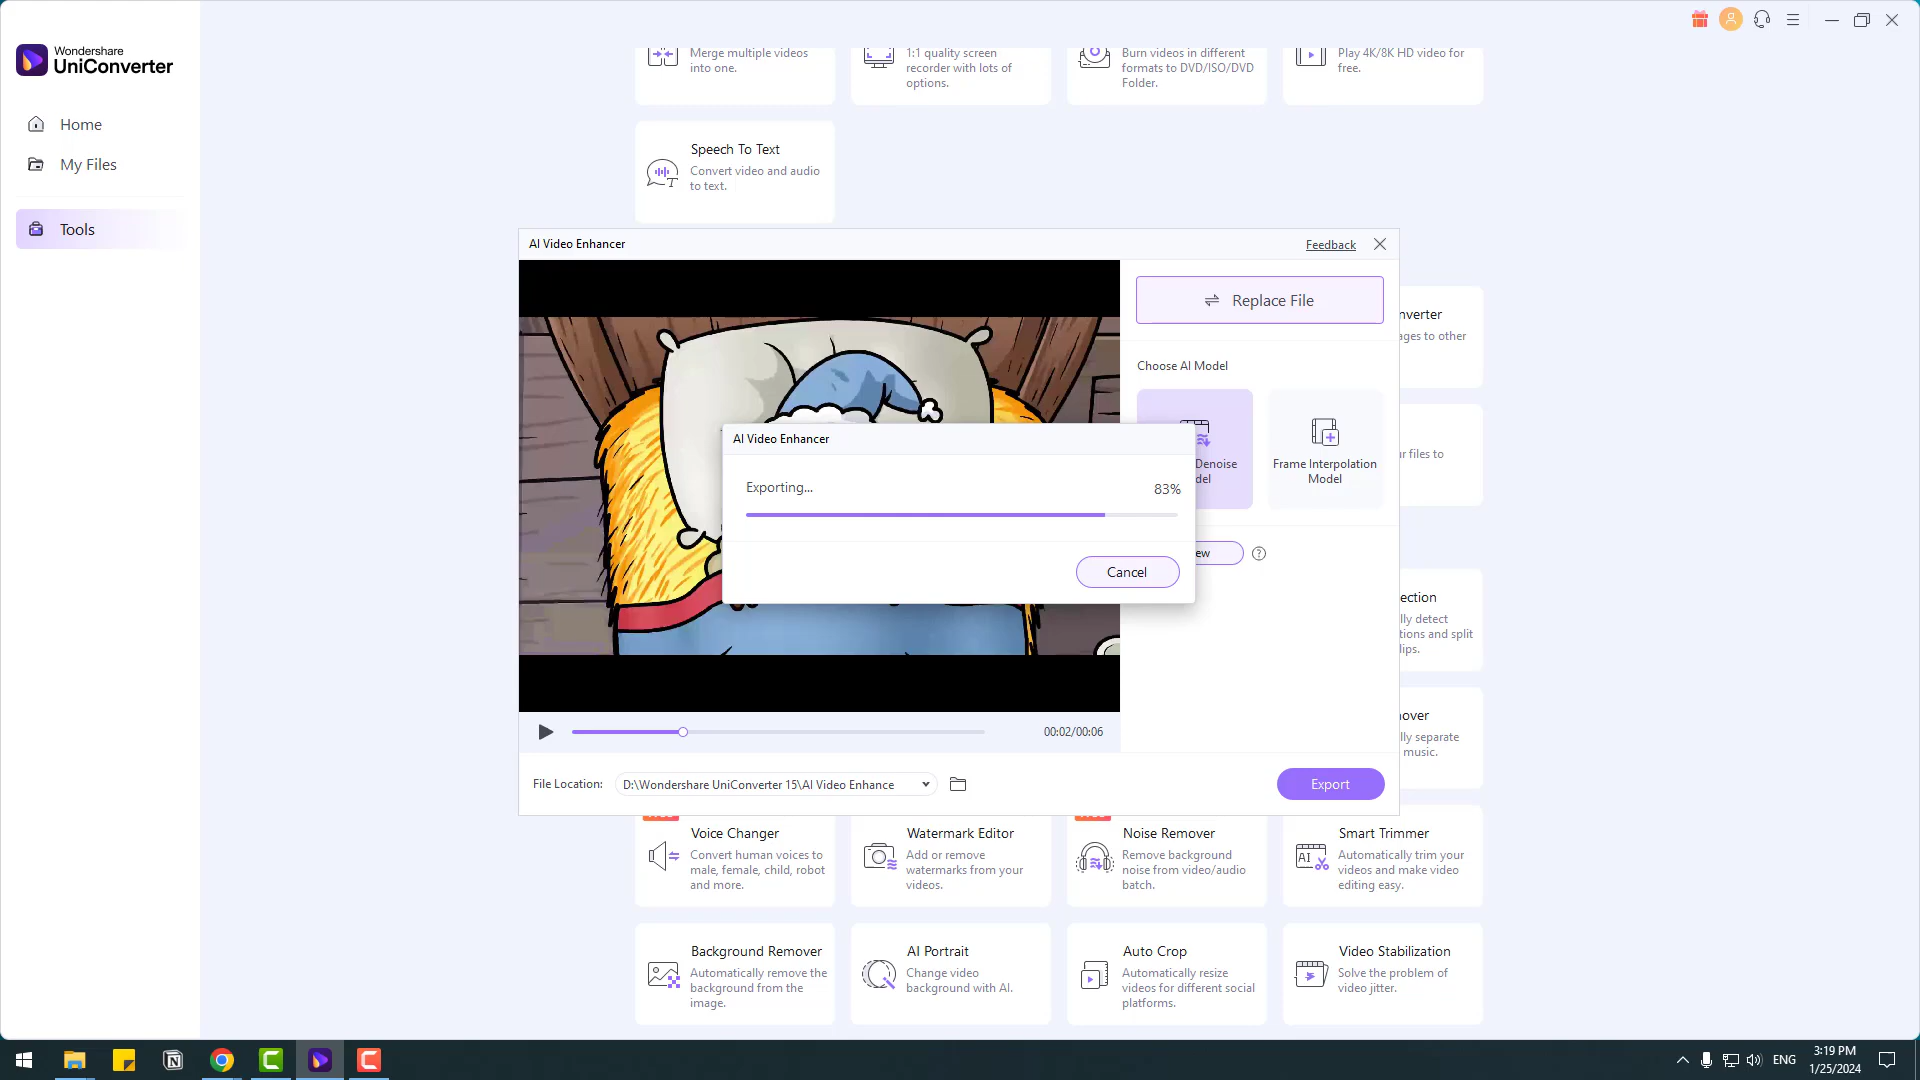 Wondershare
UniConverter
Home
My Files
Tools
Merge multiple videos
into one.
1:1 quality screen
recorder with lots of
options.
Burn videos in different
formats to DVD/ISO/DVD
Folder.
Play 4K/8K HD video for
free.
Speech To Text
Convert video and audio
to text.
AI Video Enhancer
Feedback
Replace File
Choose AI Model
Denoise
del
Frame Interpolation
Model
ew
AI Video Enhancer
Exporting...
83%
Cancel
00:02/00:06
File Location:
D:\Wondershare UniConverter 15\AI Video Enhance
Export
nverter
ages to other
ur files to
ection
lly detect
tions and split
lips.
over
lly separate
music.
Voice Changer
Convert human voices to
male, female, child, robot
and more.
Watermark Editor
Add or remove
watermarks from your
videos.
Noise Remover
Remove background
noise from video/audio
batch.
AI
Smart Trimmer
Automatically trim your
videos and make video
editing easy.
Background Remover
Automatically remove the
background from the
image.
AI Portrait
Change video
background with AI.
Auto Crop
Automatically resize
videos for different social
platforms.
Video Stabilization
Solve the problem of
video jitter.
ENG
3:19 PM
1/25/2024